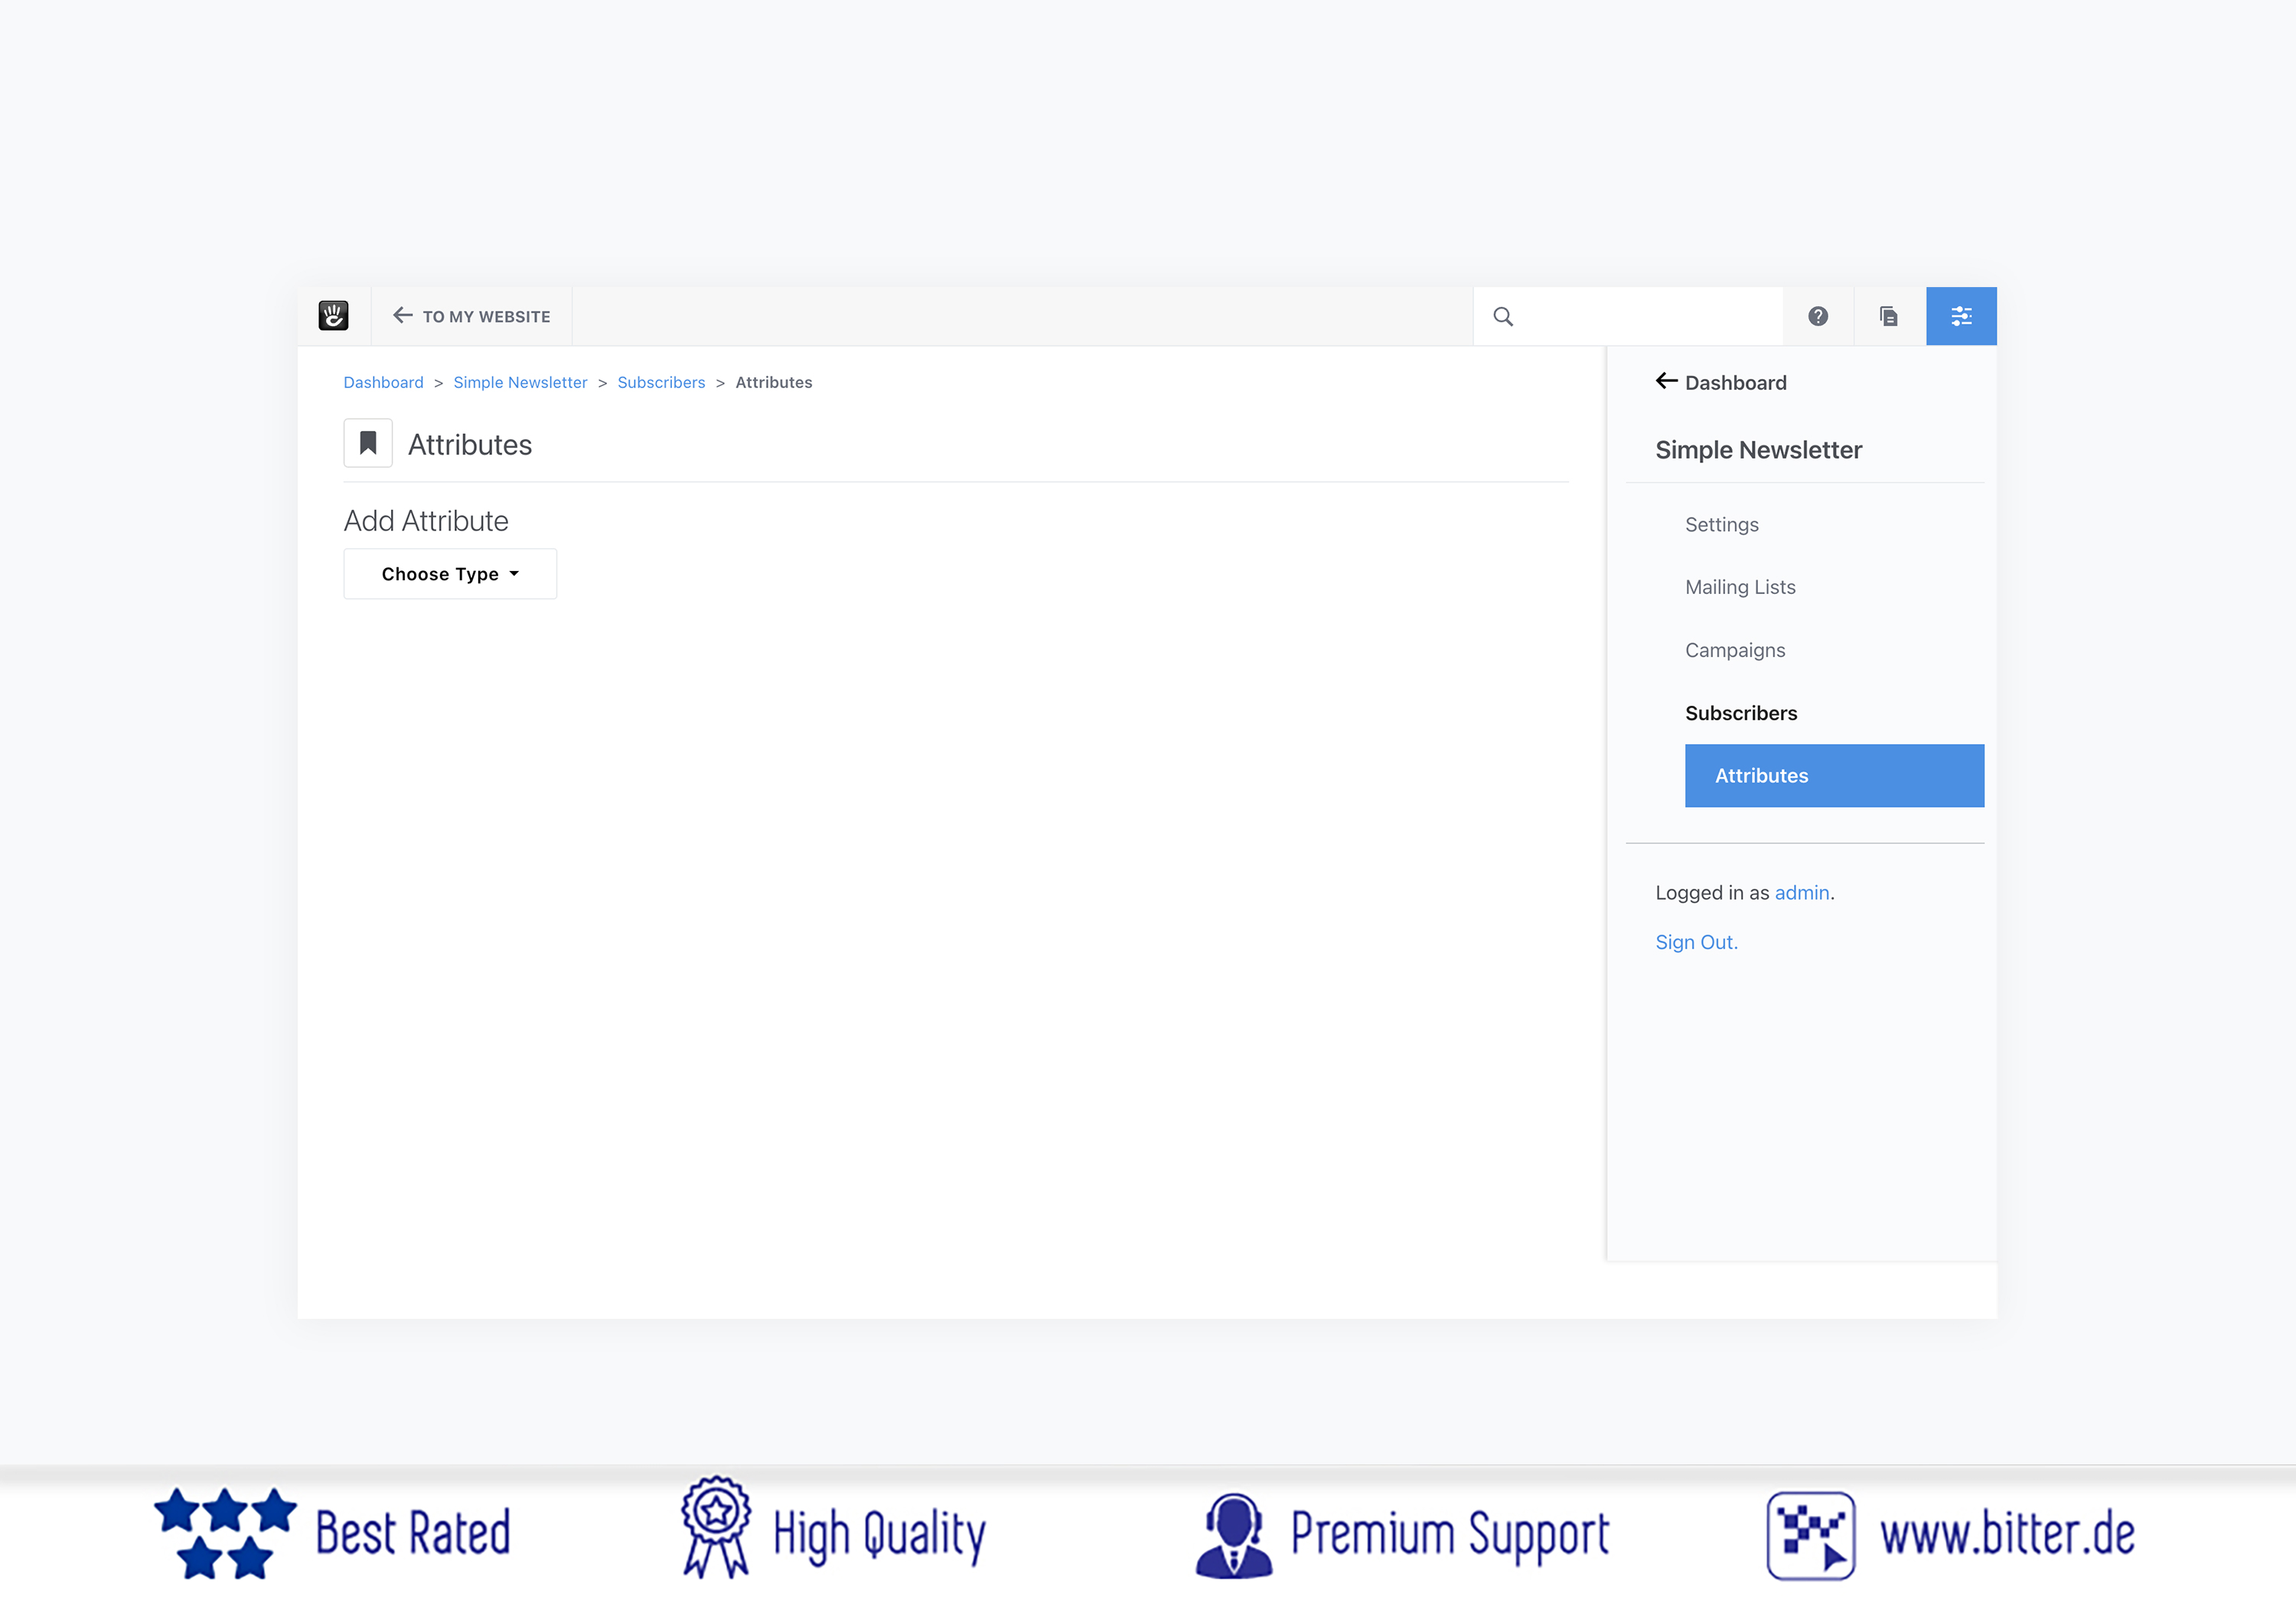 TO MY WEBSITE
Dashboard > Simple Newsletter > Subscribers > Attributes
Attributes
Add Attribute
Choose Type
Dashboard
Simple Newsletter
Settings
Mailing Lists
Campaigns
Subscribers
Attributes
Logged in as admin.
Sign Out.
Best Rated
High Quality
Premium Support
www.bitter.de